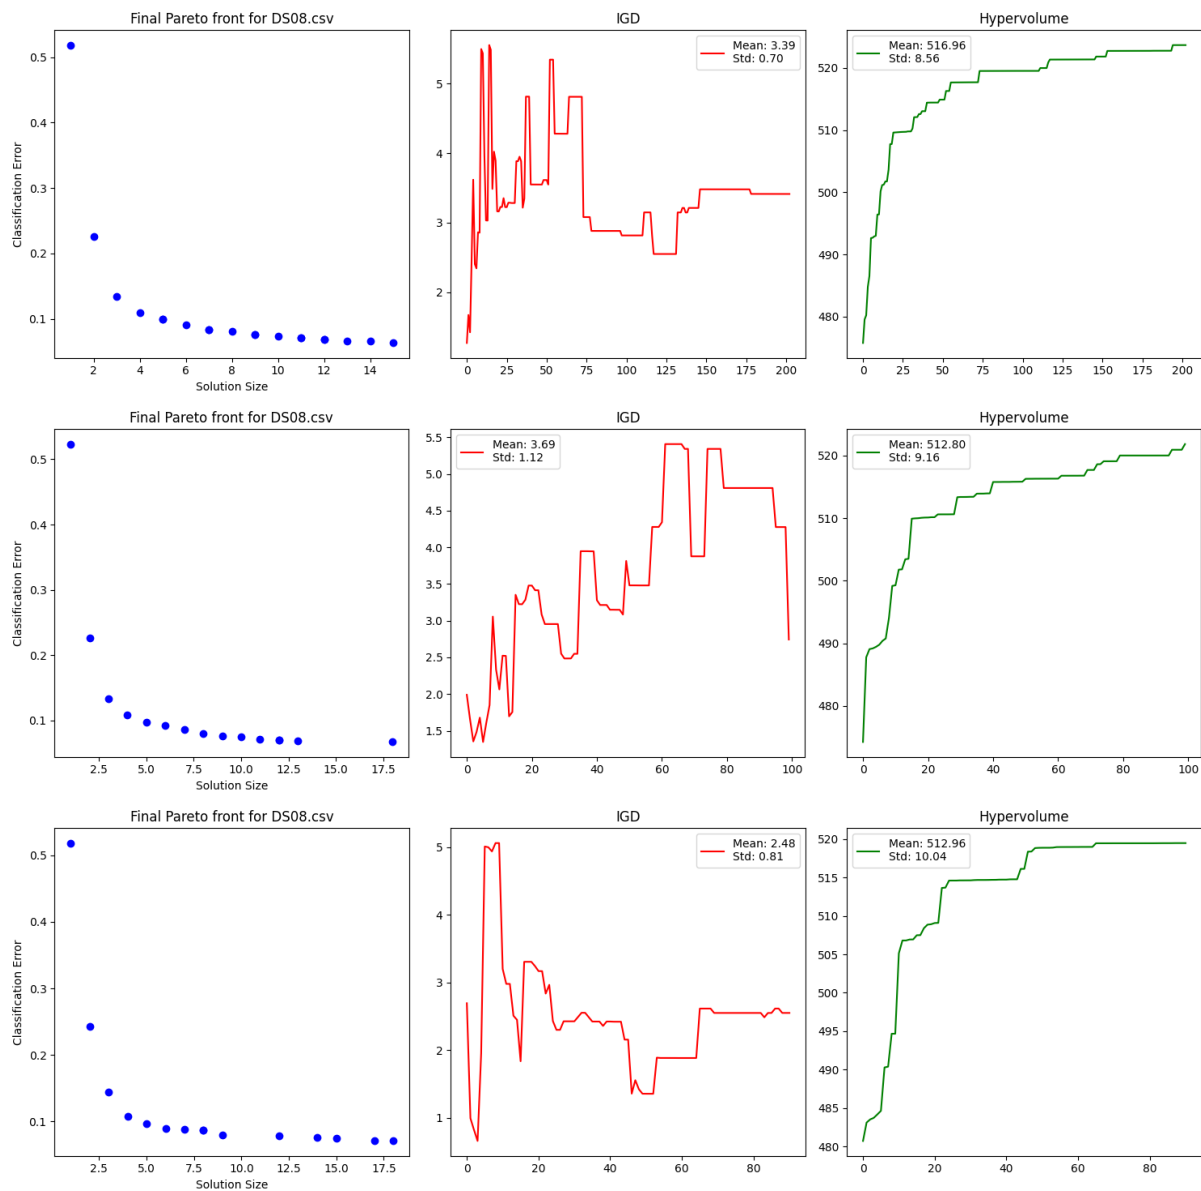 Final Pareto front for DS08.csv
IGD
Hypervolume
Classification Error
0.5
0.4
0.3
0.2
0.1
2 4 6 8 10 12 14
Solution Size
Mean: 3.39
Std: 0.70
5
4
3
2
0 25 50 75 100 125 150 175 200
Mean: 516.96
Std: 8.56
520
510
500
490
480
0 25 50 75 100 125 150 175 200
Final Pareto front for DS08.csv
IGD
Hypervolume
Classification Error
0.5
0.4
0.3
0.2
0.1
2.5 5.0 7.5 10.0 12.5 15.0 17.5
Solution Size
Mean: 3.69
Std: 1.12
5.5
5.0
4.5
4.0
3.5
3.0
2.5
2.0
1.5
0 20 40 60 80 100
Mean: 512.80
Std: 9.16
520
510
500
490
480
0 20 40 60 80 100
Final Pareto front for DS08.csv
IGD
Hypervolume
Classification Error
0.5
0.4
0.3
0.2
0.1
2.5 5.0 7.5 10.0 12.5 15.0 17.5
Solution Size
Mean: 2.48
Std: 0.81
5
4
3
2
1
0 20 40 60 80
Mean: 512.96
Std: 10.04
520
515
510
505
500
495
490
485
480
0 20 40 60 80